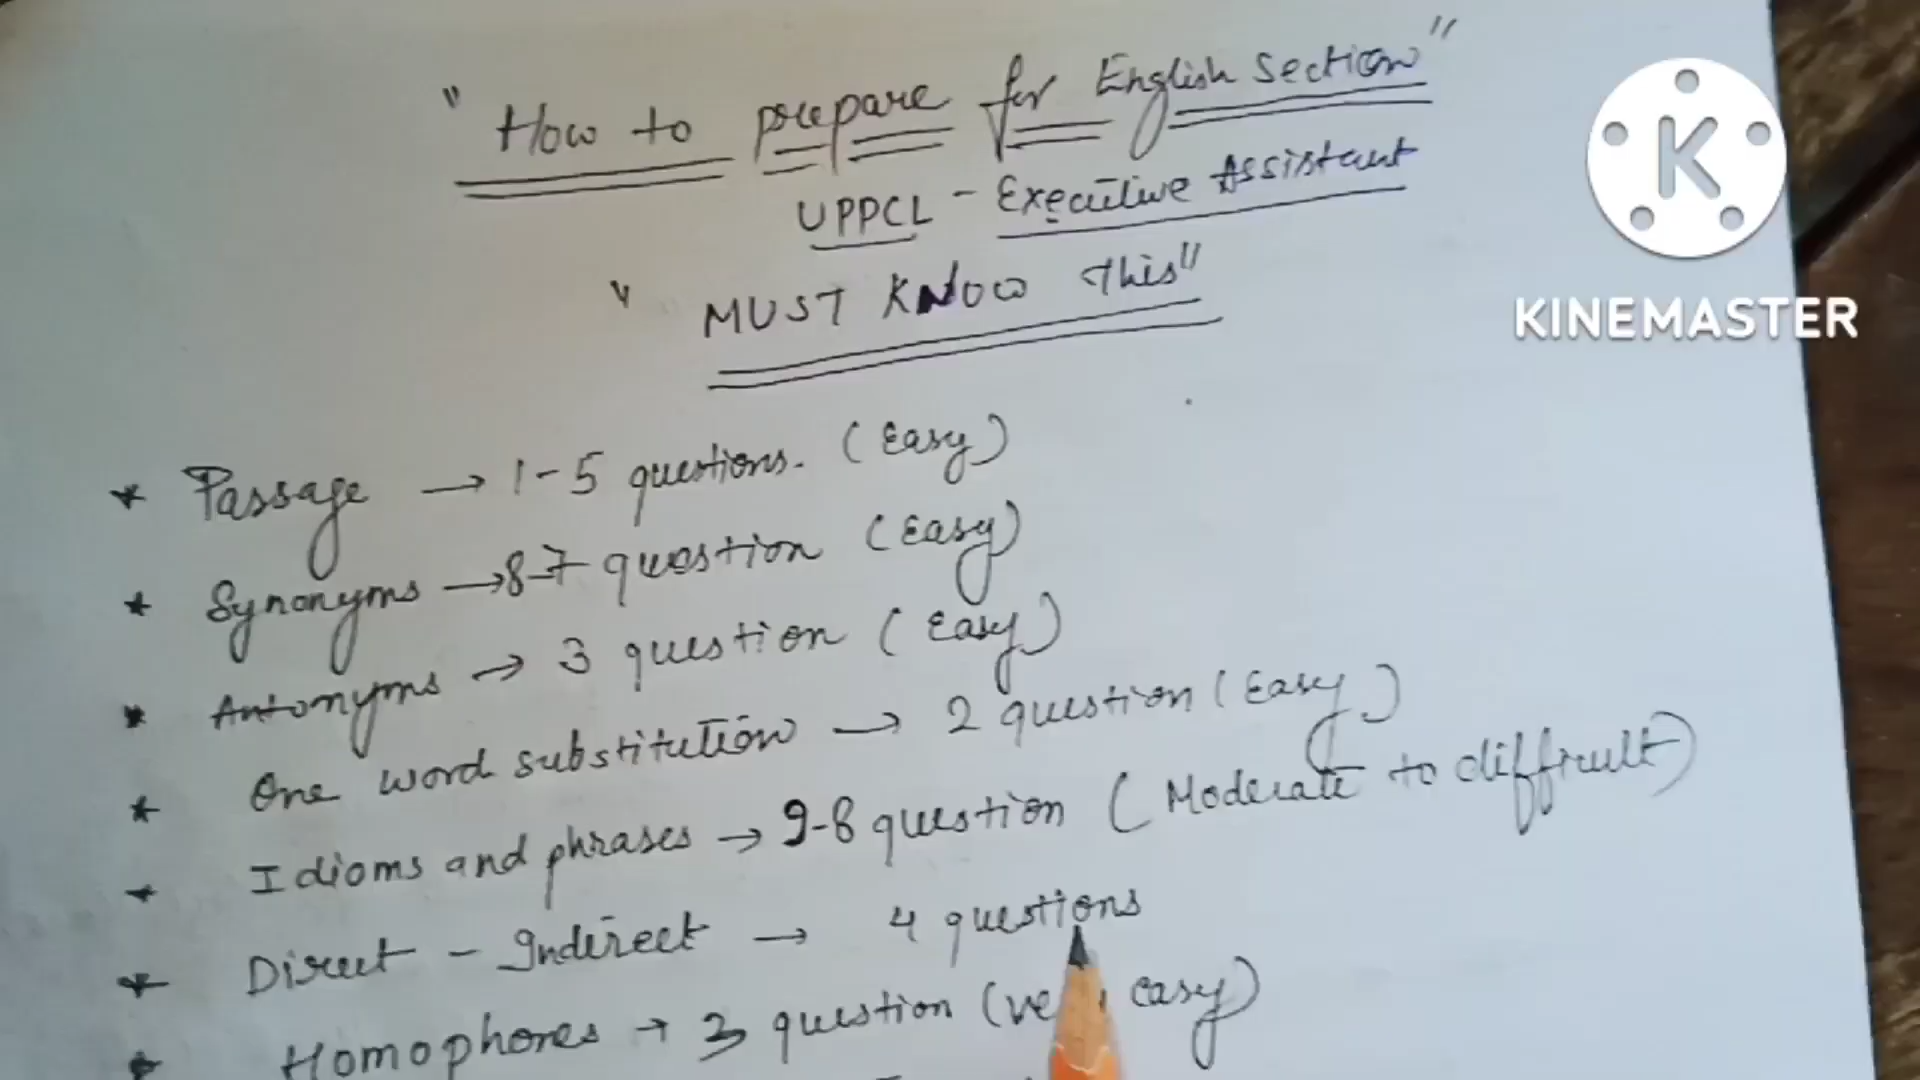 "How to prepare for English section"
UPPCL - Executive Assistant
"MUST KNOW This"
KINEMASTER
* Passage → 1-5 questions. (Easy)
* Synonyms → 8-7 question (Easy)
* Antonyms → 3 question (Easy)
* One word substitution → 2 question (Easy)
* Idioms and phrases → 9-8 question (Moderate to difficult)
* Direct - Indirect → 4 questions
* Homophones → 3 question ( easy)